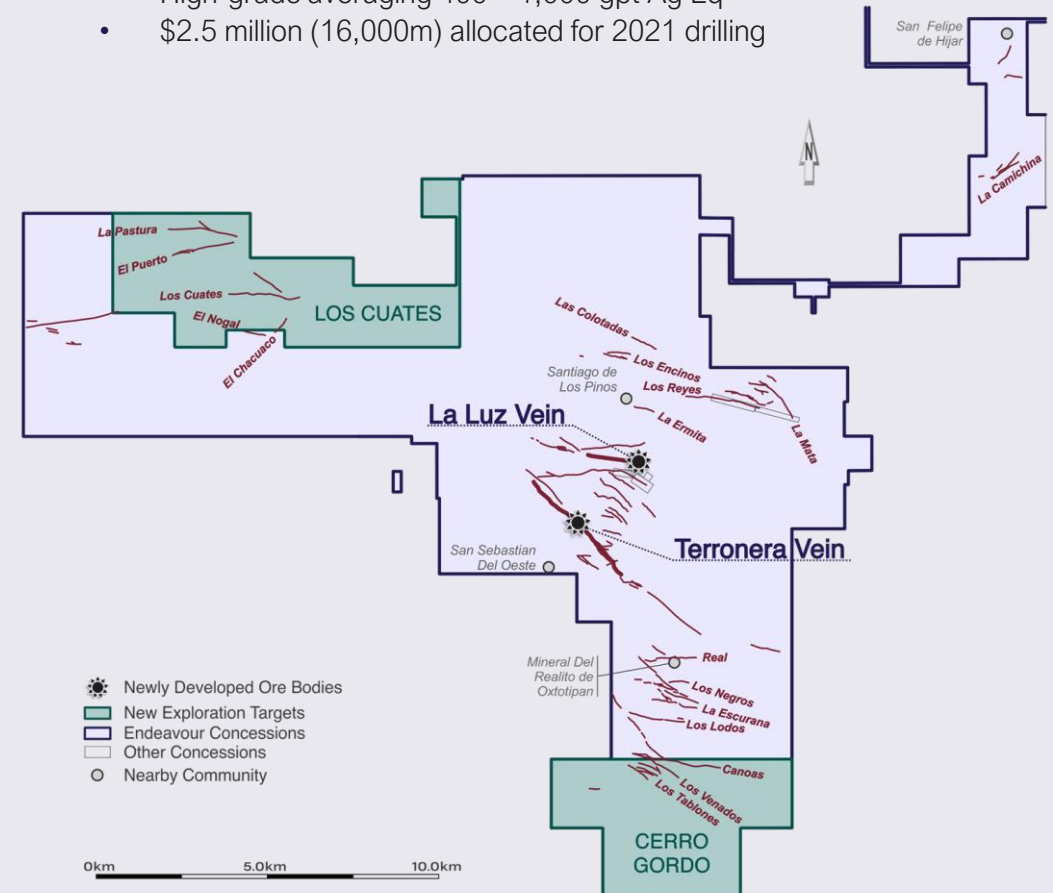 • $2.5 million (16,000m) allocated for 2021 drilling
San Felipe
de Hijar
N
La Camichina
La Pastura
El Puerto
Los Cuates
LOS CUATES
El Nogal
El Chacuaco
Las Colotadas
Los Encinos
Santiago de
Los Pinos
Los Reyes
La Luz Vein
La Ermita
La Mata
Terronera Vein
San Sebastian
Del Oeste
Mineral Del
Realito de
Oxtotipan
Real
Los Negros
La Escurana
Los Lodos
Canoas
Los Venados
Los Tablones
CERRO
GORDO
Newly Developed Ore Bodies
New Exploration Targets
Endeavour Concessions
Other Concessions
Nearby Community
0km 5.0km 10.0km